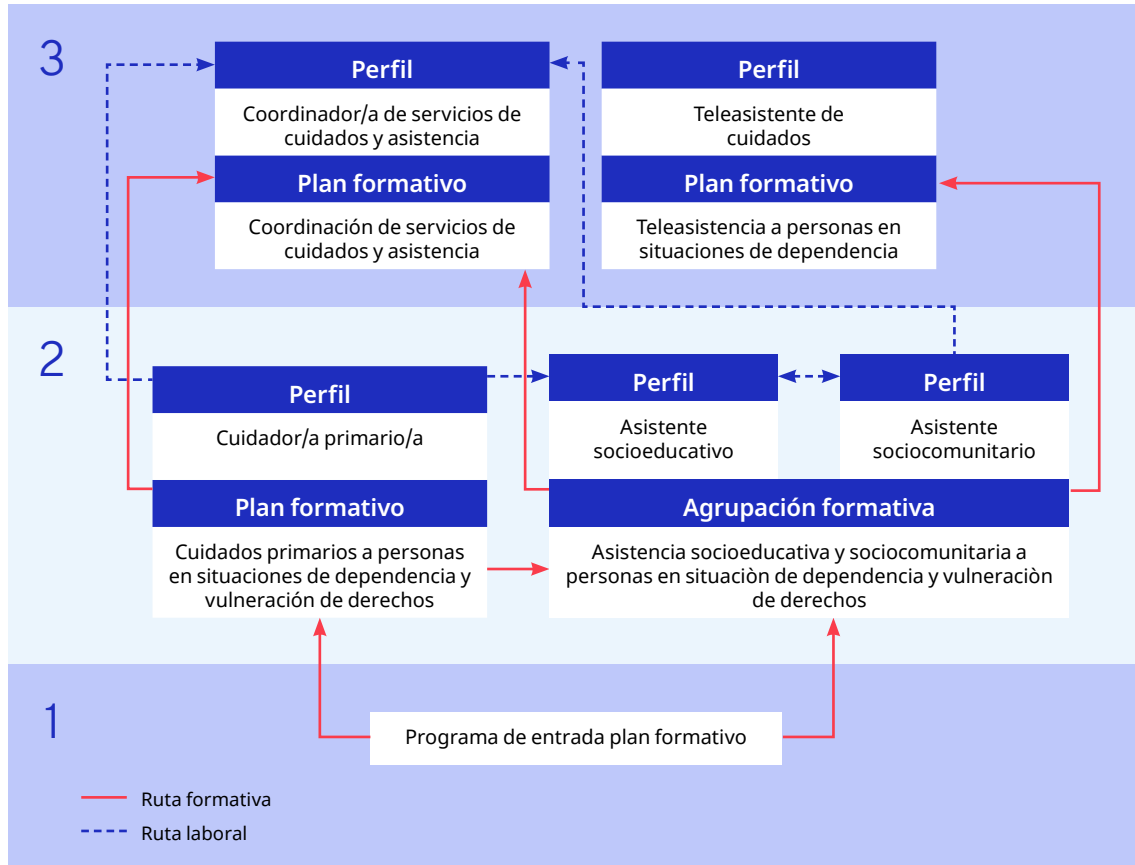 3
Perfil
Coordinador/a de servicios de
cuidados y asistencia
Plan formativo
Coordinación de servicios de
cuidados y asistencia
Perfil
Teleasistente de
cuidados
Plan formativo
Teleasistencia a personas en
situaciones de dependencia
2
Perfil
Cuidador/a primario/a
Plan formativo
Cuidados primarios a personas
en situaciones de dependencia y
vulneración de derechos
Perfil
Asistente
socioeducativo
Perfil
Asistente
sociocomunitario
Agrupación formativa
Asistencia socioeducativa y sociocomunitaria a
personas en situaciòn de dependencia y vulneraciòn
de derechos
1
Programa de entrada plan formativo
Ruta formativa
Ruta laboral